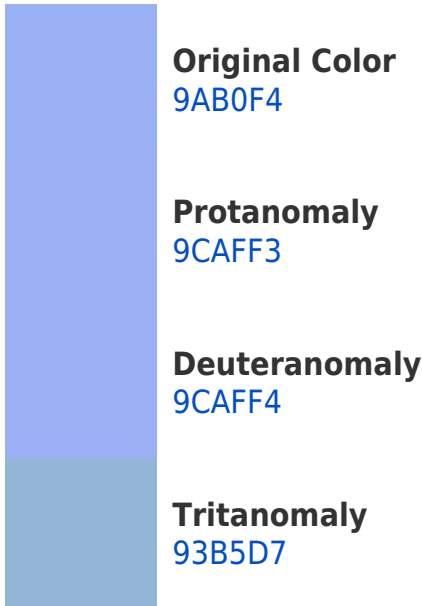 Original Color
9AB0F4
Protanomaly
9CAFF3
Deuteranomaly
9CAFF4
Tritanomaly
93B5D7